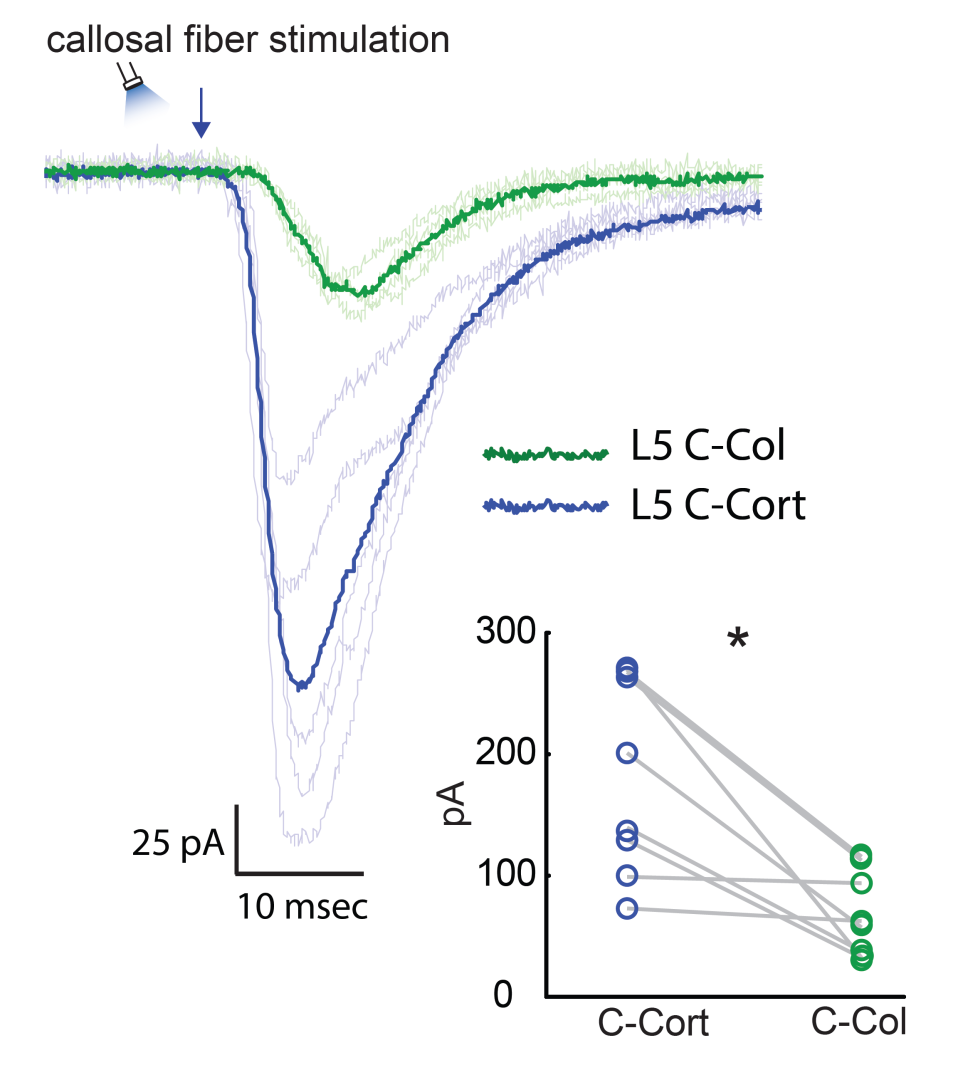 callosal fiber stimulation
L5 C-Col
L5 C-Cort
25 pA
10 msec
300
*
200
pA
100
0
C-Cort
C-Col